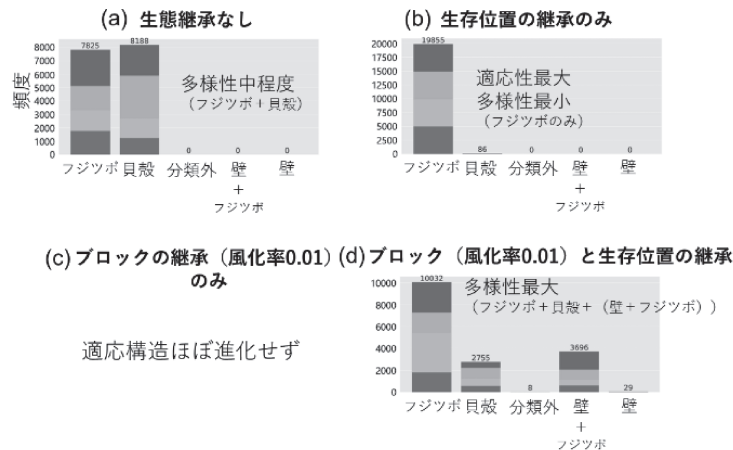 (a) 生態継承なし
頻度
8000
7000
6000
5000
4000
3000
2000
1000
0
7825
8188
0
0
0
多様性中程度
（フジツボ＋貝殻）
フジツボ 貝殻 分類外 壁
＋
フジツボ
壁
(b) 生存位置の継承のみ
20000
17500
15000
12500
10000
7500
5000
2500
0
19855
86
0
0
0
適応性最大
多様性最小
（フジツボのみ）
フジツボ 貝殻 分類外 壁
＋
フジツボ
壁
(c) ブロックの継承（風化率0.01）
のみ
適応構造ほぼ進化せず
(d) ブロック（風化率0.01）と生存位置の継承
10000
8000
6000
4000
2000
0
10032
2755
8
3696
29
多様性最大
（フジツボ＋貝殻＋（壁＋フジツボ））
フジツボ 貝殻 分類外 壁
＋
フジツボ
壁